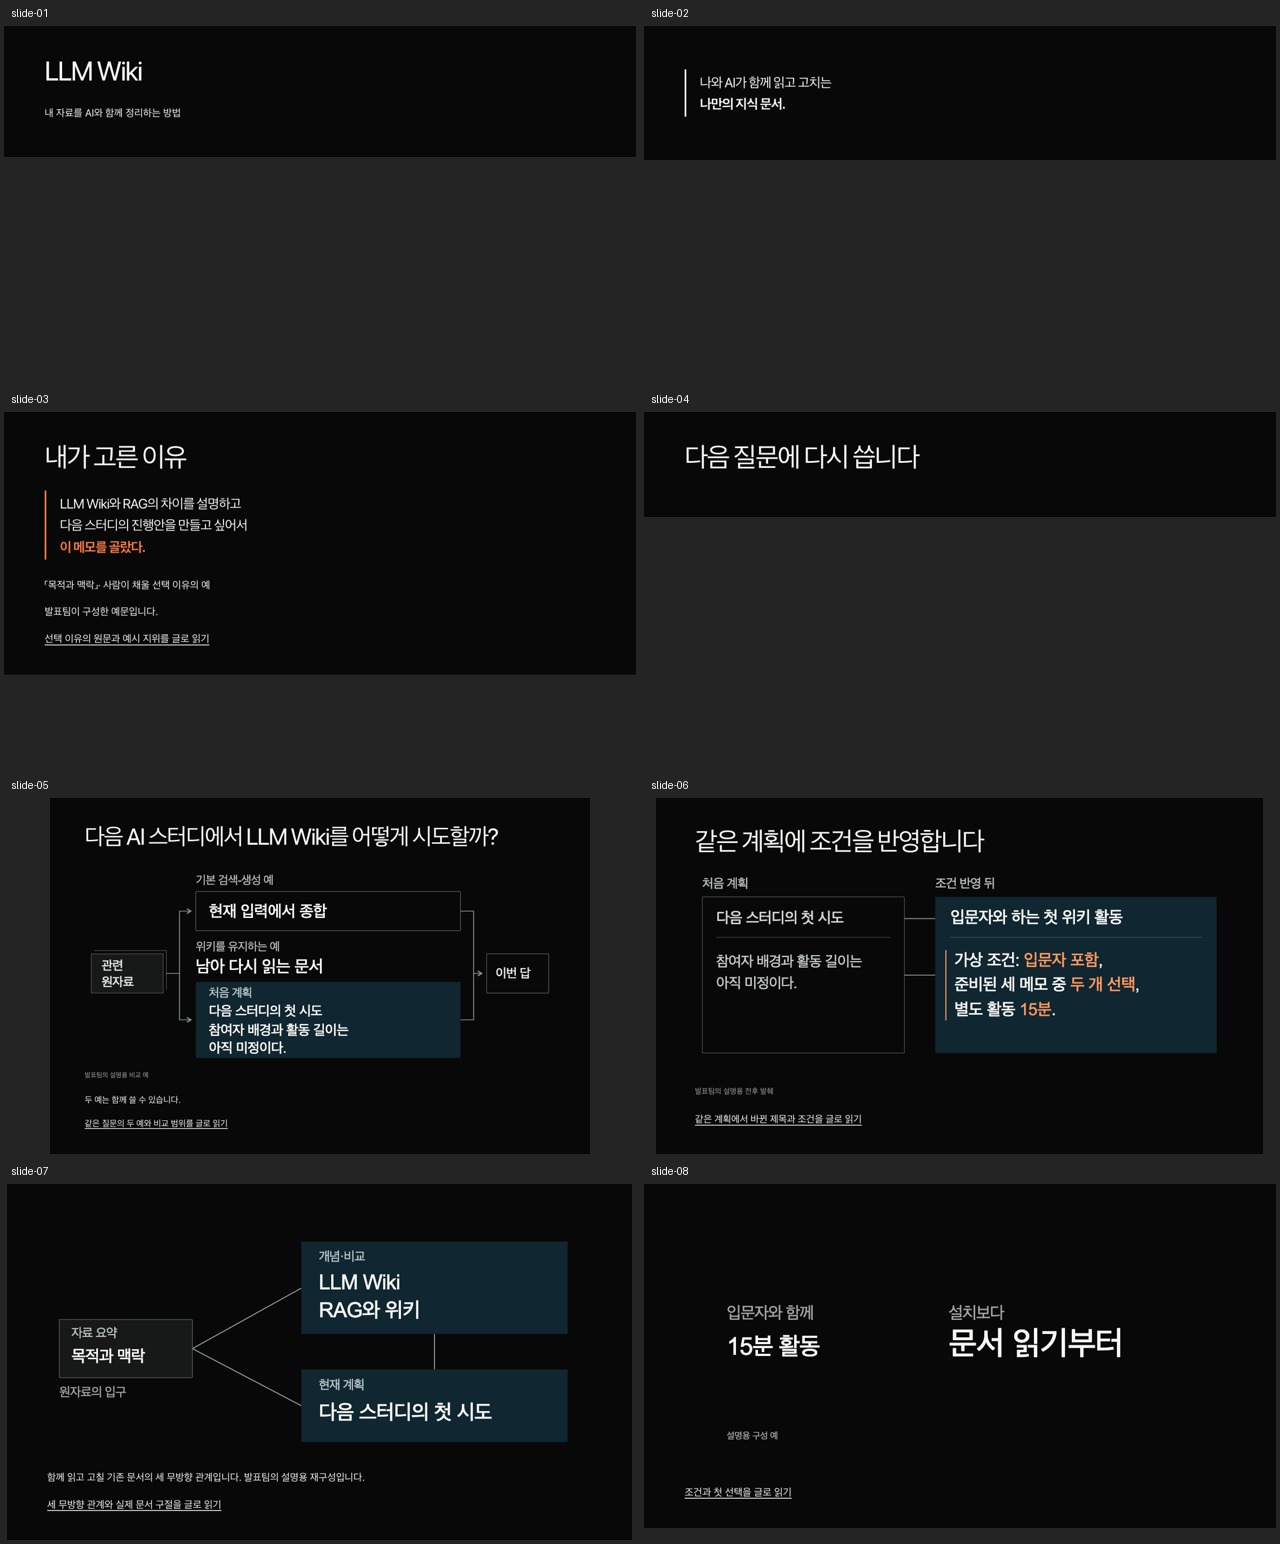 slide-01
LLM Wiki
내 자료를 AI와 함께 정리하는 방법
slide-02
나와 AI가 함께 읽고 고치는
나만의 지식 문서.
slide-03
내가 고른 이유
LLM Wiki와 RAG의 차이를 설명하고
다음 스터디의 진행안을 만들고 싶어서
이 메모를 골랐다.
「목적과 맥락」· 사람이 채울 선택 이유의 예
발표팀이 구성한 예문입니다.
선택 이유의 원문과 예시 지위를 글로 읽기
slide-04
다음 질문에 다시 씁니다
slide-05
다음 AI 스터디에서 LLM Wiki를 어떻게 시도할까?
기본 검색-생성 예
현재 입력에서 종합
위키를 유지하는 예
남아 다시 읽는 문서
관련
원자료
처음 계획
다음 스터디의 첫 시도
참여자 배경과 활동 길이는
아직 미정이다.
이번 답
발표팀의 설명용 비교 예
두 예는 함께 쓸 수 있습니다.
같은 질문의 두 예와 비교 범위를 글로 읽기
slide-06
같은 계획에 조건을 반영합니다
처음 계획
다음 스터디의 첫 시도
참여자 배경과 활동 길이는
아직 미정이다.
조건 반영 뒤
입문자와 하는 첫 위키 활동
가상 조건: 입문자 포함,
준비된 세 메모 중 두 개 선택,
별도 활동 15분.
발표팀의 설명용 전후 발췌
같은 계획에서 바뀐 제목과 조건을 글로 읽기
slide-07
개념·비교
LLM Wiki
RAG와 위키
자료 요약
목적과 맥락
원자료의 입구
현재 계획
다음 스터디의 첫 시도
함께 읽고 고칠 기존 문서의 세 무방향 관계입니다. 발표팀의 설명용 재구성입니다.
세 무방향 관계와 실제 문서 구절을 글로 읽기
slide-08
입문자와 함께
15분 활동
설치보다
문서 읽기부터
설명용 구성 예
조건과 첫 선택을 글로 읽기